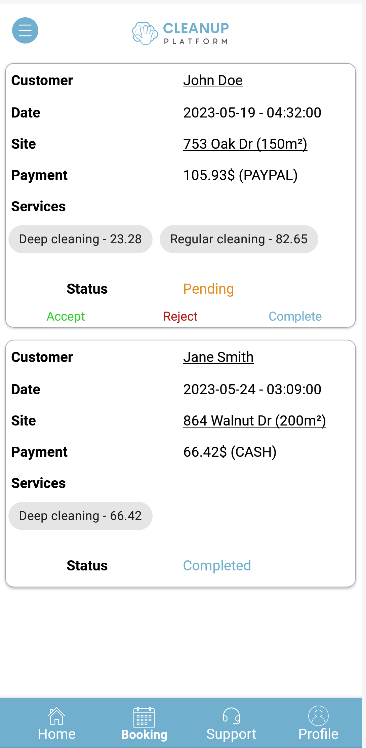 CLEANUP
PLATFORM
Customer John Doe
Date 2023-05-19 - 04:32:00
Site 753 Oak Dr (150m²)
Payment 105.93$ (PAYPAL)
Services
Deep cleaning - 23.28 Regular cleaning - 82.65
Status Pending
Accept Reject Complete
Customer Jane Smith
Date 2023-05-24 - 03:09:00
Site 864 Walnut Dr (200m²)
Payment 66.42$ (CASH)
Services
Deep cleaning - 66.42
Status Completed
Home Booking Support Profile